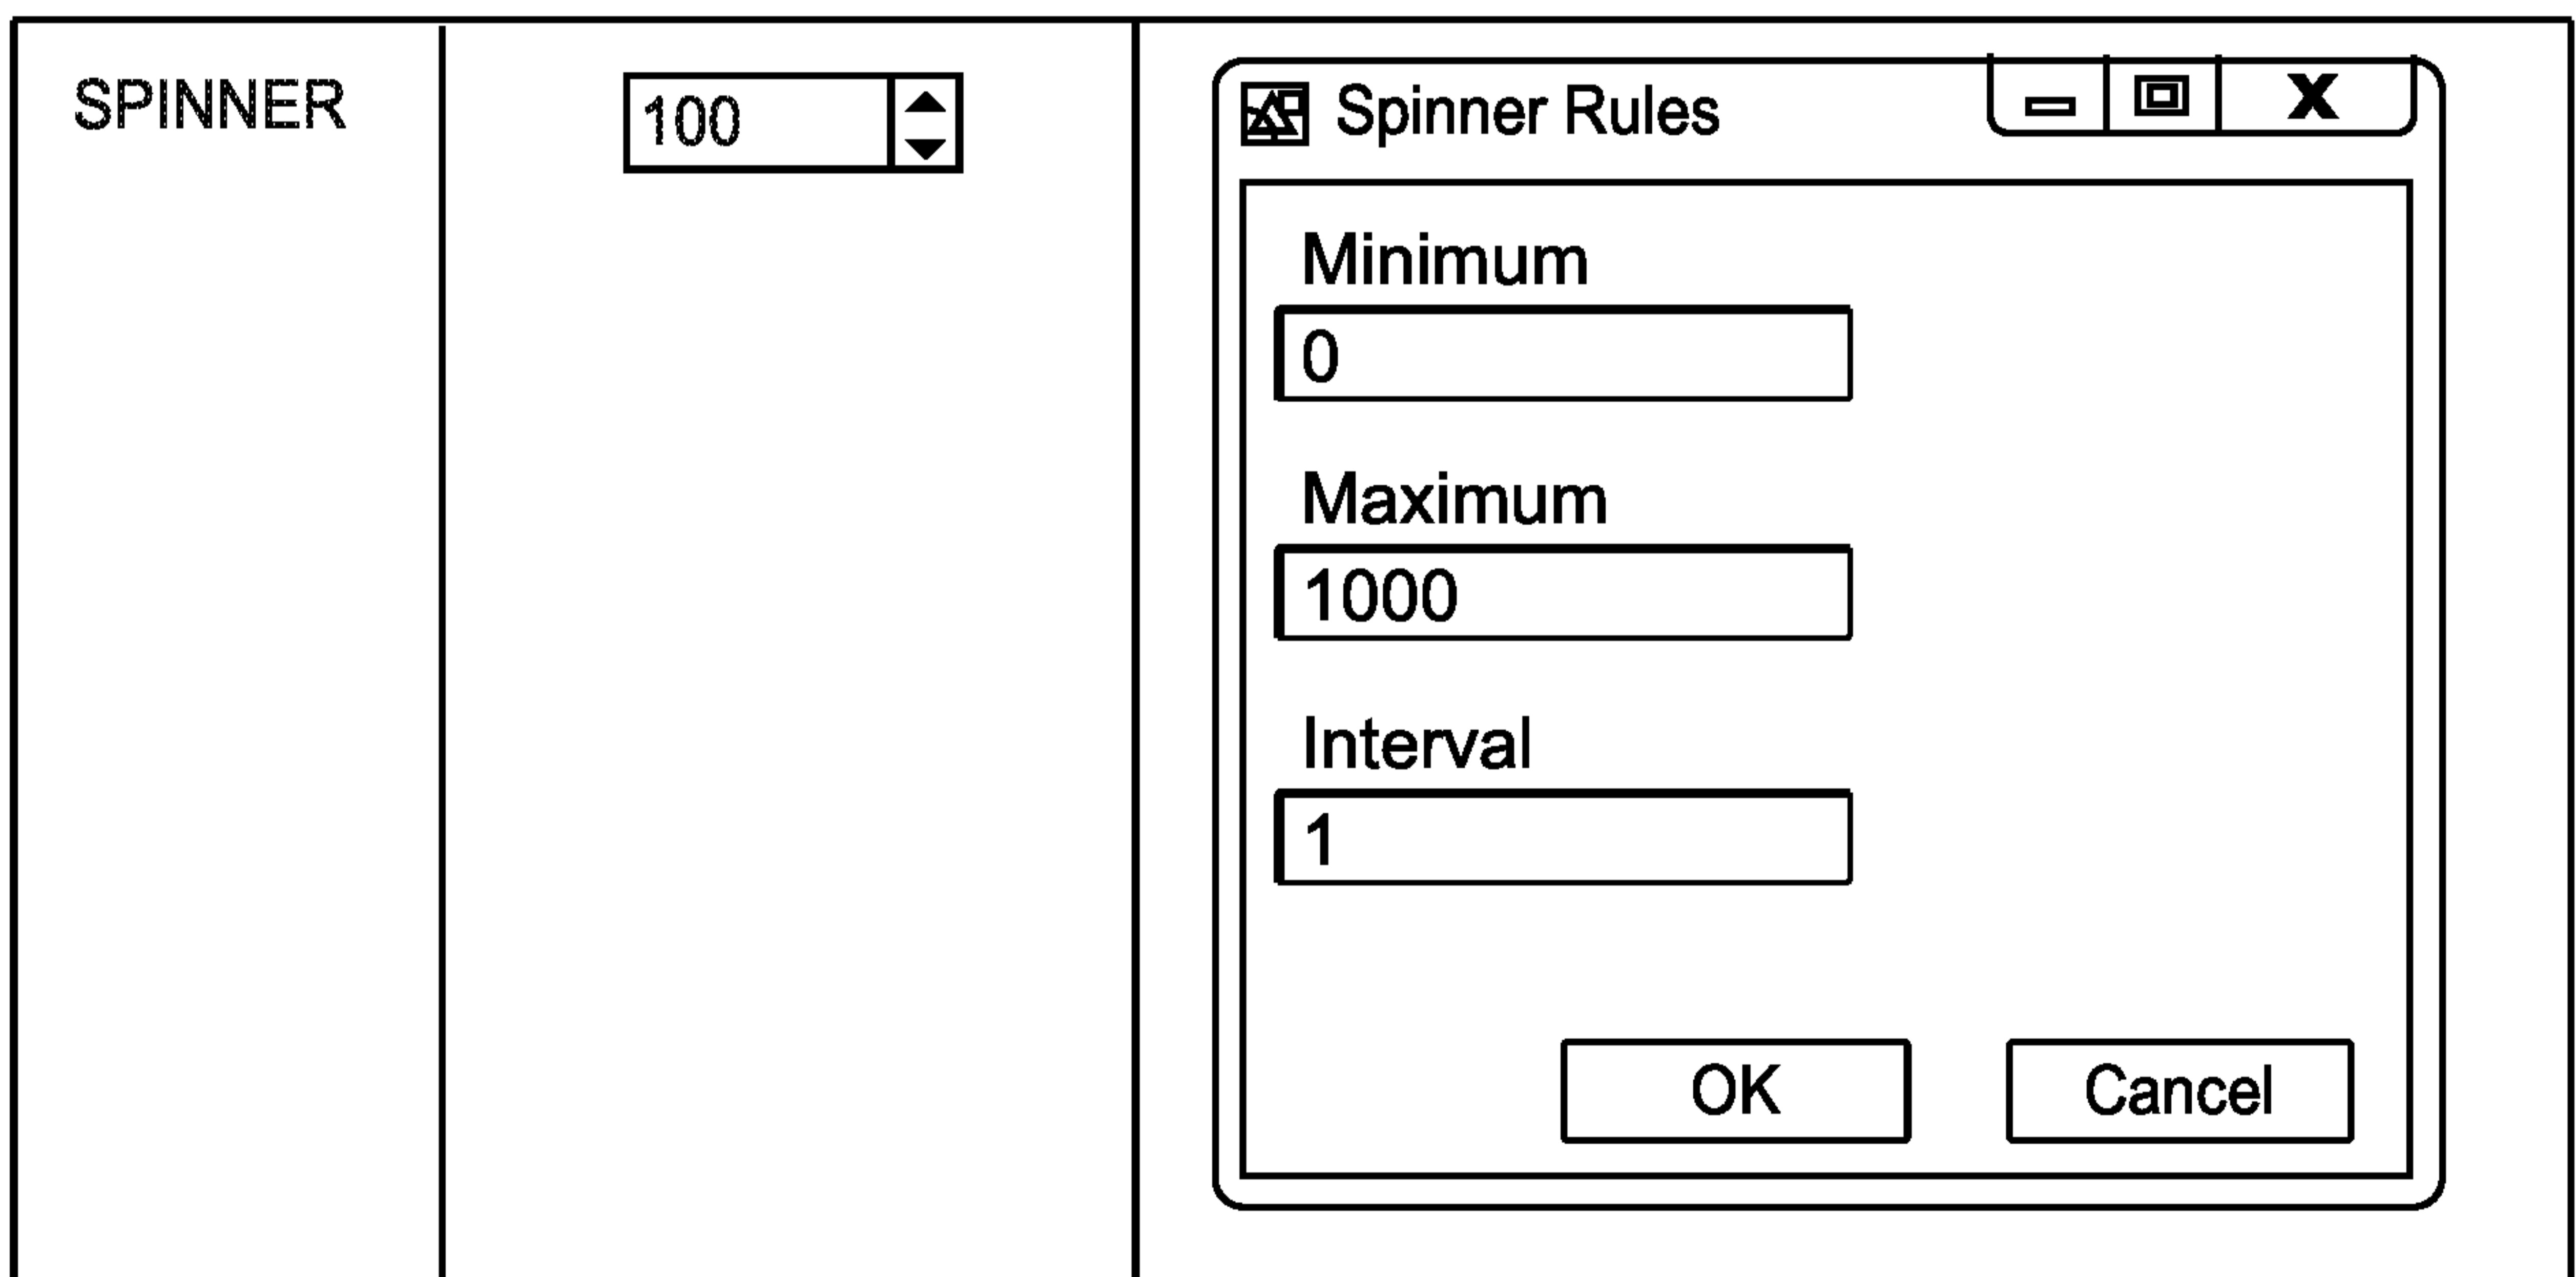 SPINNER
100
Spinner Rules
Minimum
0
Maximum
1000
Interval
1
OK
Cancel